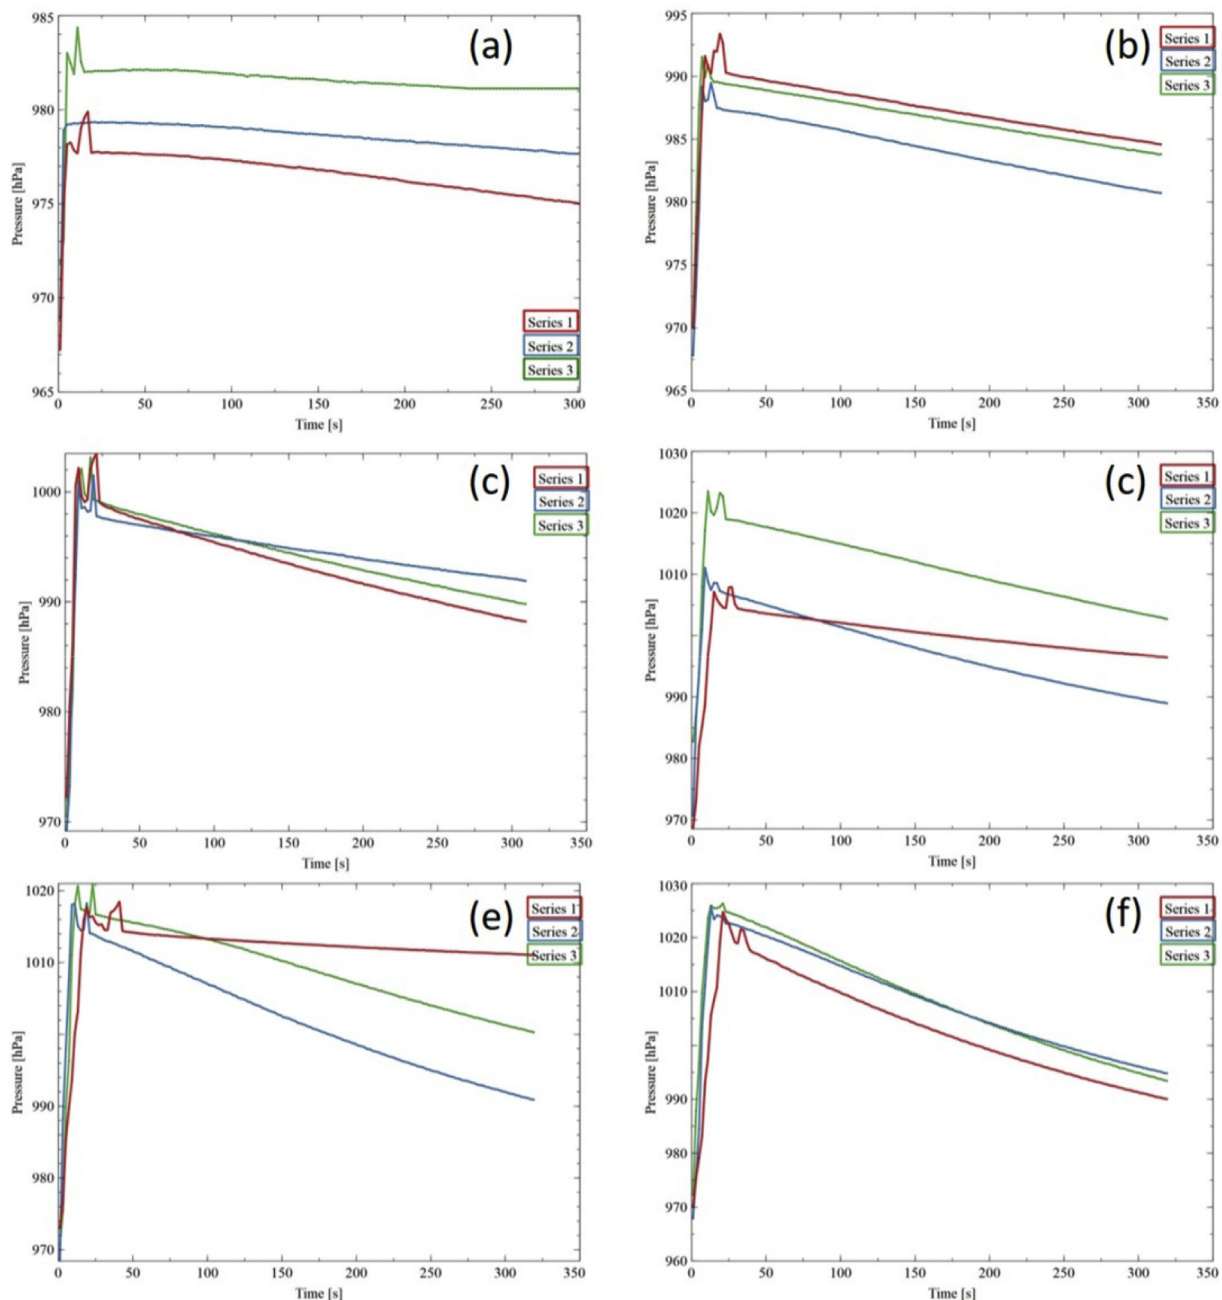 985
980
975
970
965
Pressure [hPa]
(a)
Series 1
Series 2
Series 3
0 50 100 150 200 250 300
Time [s]
995
990
985
980
975
970
965
Pressure [hPa]
(b)
Series 1
Series 2
Series 3
0 50 100 150 200 250 300 350
Time [s]
1000
990
980
970
Pressure [hPa]
(c)
Series 1
Series 2
Series 3
0 50 100 150 200 250 300 350
Time [s]
1030
1020
1010
1000
990
980
970
Pressure [hPa]
(c)
Series 1
Series 2
Series 3
0 50 100 150 200 250 300 350
Time [s]
1020
1010
1000
990
980
970
Pressure [hPa]
(e)
Series 1
Series 2
Series 3
0 50 100 150 200 250 300 350
Time [s]
1030
1020
1010
1000
990
980
970
960
Pressure [hPa]
(f)
Series 1
Series 2
Series 3
0 50 100 150 200 250 300 350
Time [s]